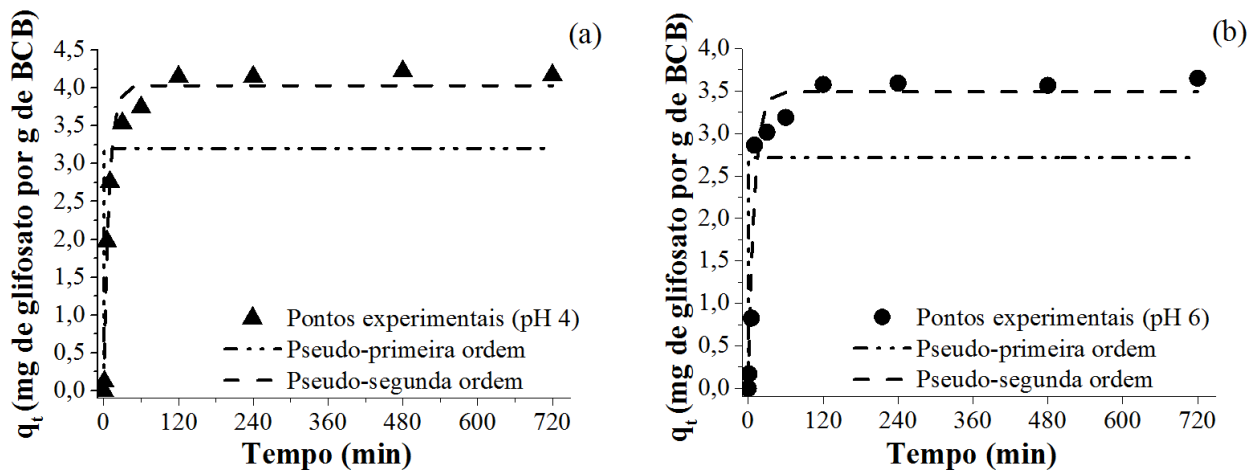 (a)
q_t (mg de glifosato por g de BCB)
4,5
4,0
3,5
3,0
2,5
2,0
1,5
1,0
0,5
0,0
Pontos experimentais (pH 4)
Pseudo-primeira ordem
Pseudo-segunda ordem
0 120 240 360 480 600 720
Tempo (min)
(b)
q_t (mg de glifosato por g de BCB)
4,0
3,5
3,0
2,5
2,0
1,5
1,0
0,5
0,0
Pontos experimentais (pH 6)
Pseudo-primeira ordem
Pseudo-segunda ordem
0 120 240 360 480 600 720
Tempo (min)